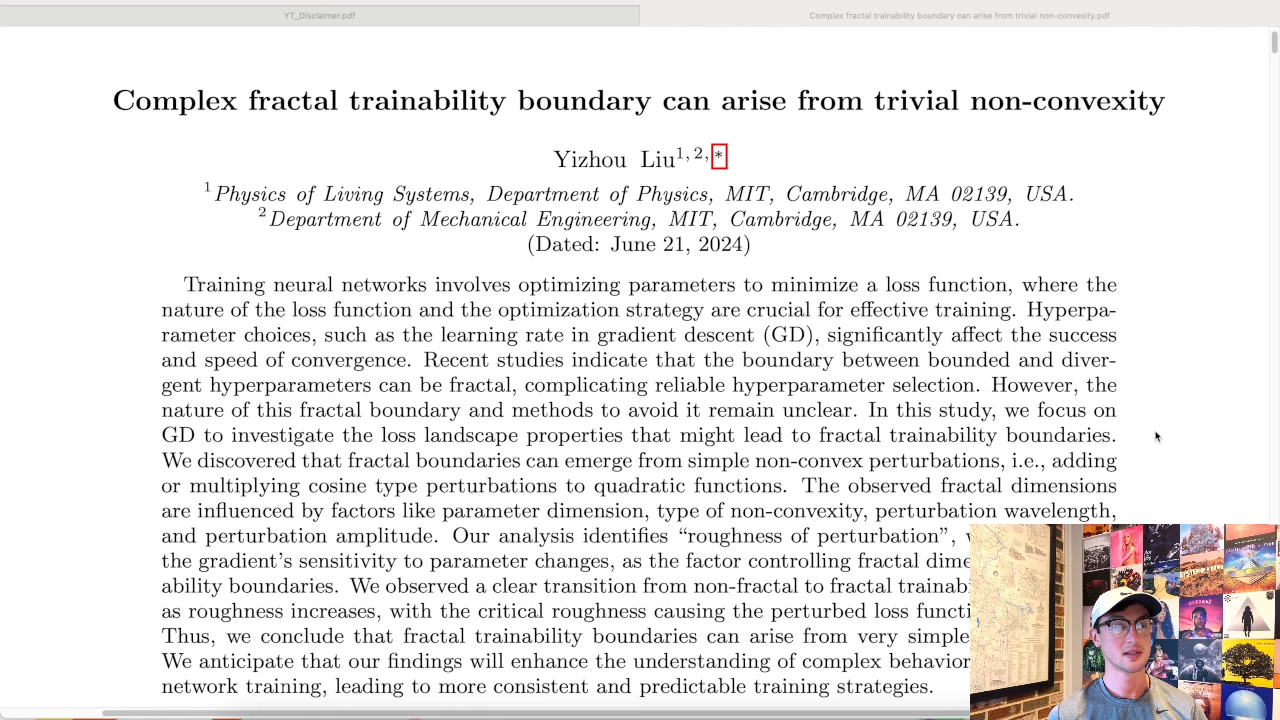 YT_Disclaimer.pdf
Complex fractal trainability boundary can arise from trivial non-convexity.pdf
Complex fractal trainability boundary can arise from trivial non-convexity
Yizhou Liu1, 2, *
1Physics of Living Systems, Department of Physics, MIT, Cambridge, MA 02139, USA.
2Department of Mechanical Engineering, MIT, Cambridge, MA 02139, USA.
(Dated: June 21, 2024)
Training neural networks involves optimizing parameters to minimize a loss function, where the
nature of the loss function and the optimization strategy are crucial for effective training. Hyperpa-
rameter choices, such as the learning rate in gradient descent (GD), significantly affect the success
and speed of convergence. Recent studies indicate that the boundary between bounded and diver-
gent hyperparameters can be fractal, complicating reliable hyperparameter selection. However, the
nature of this fractal boundary and methods to avoid it remain unclear. In this study, we focus on
GD to investigate the loss landscape properties that might lead to fractal trainability boundaries.
We discovered that fractal boundaries can emerge from simple non-convex perturbations, i.e., adding
or multiplying cosine type perturbations to quadratic functions. The observed fractal dimensions
are influenced by factors like parameter dimension, type of non-convexity, perturbation wavelength,
and perturbation amplitude. Our analysis identifies “roughness of perturbation”,
the gradient's sensitivity to parameter changes, as the factor controlling fractal dime
ability boundaries. We observed a clear transition from non-fractal to fractal trainab
as roughness increases, with the critical roughness causing the perturbed loss functi
Thus, we conclude that fractal trainability boundaries can arise from very simple
We anticipate that our findings will enhance the understanding of complex behavior
network training, leading to more consistent and predictable training strategies.